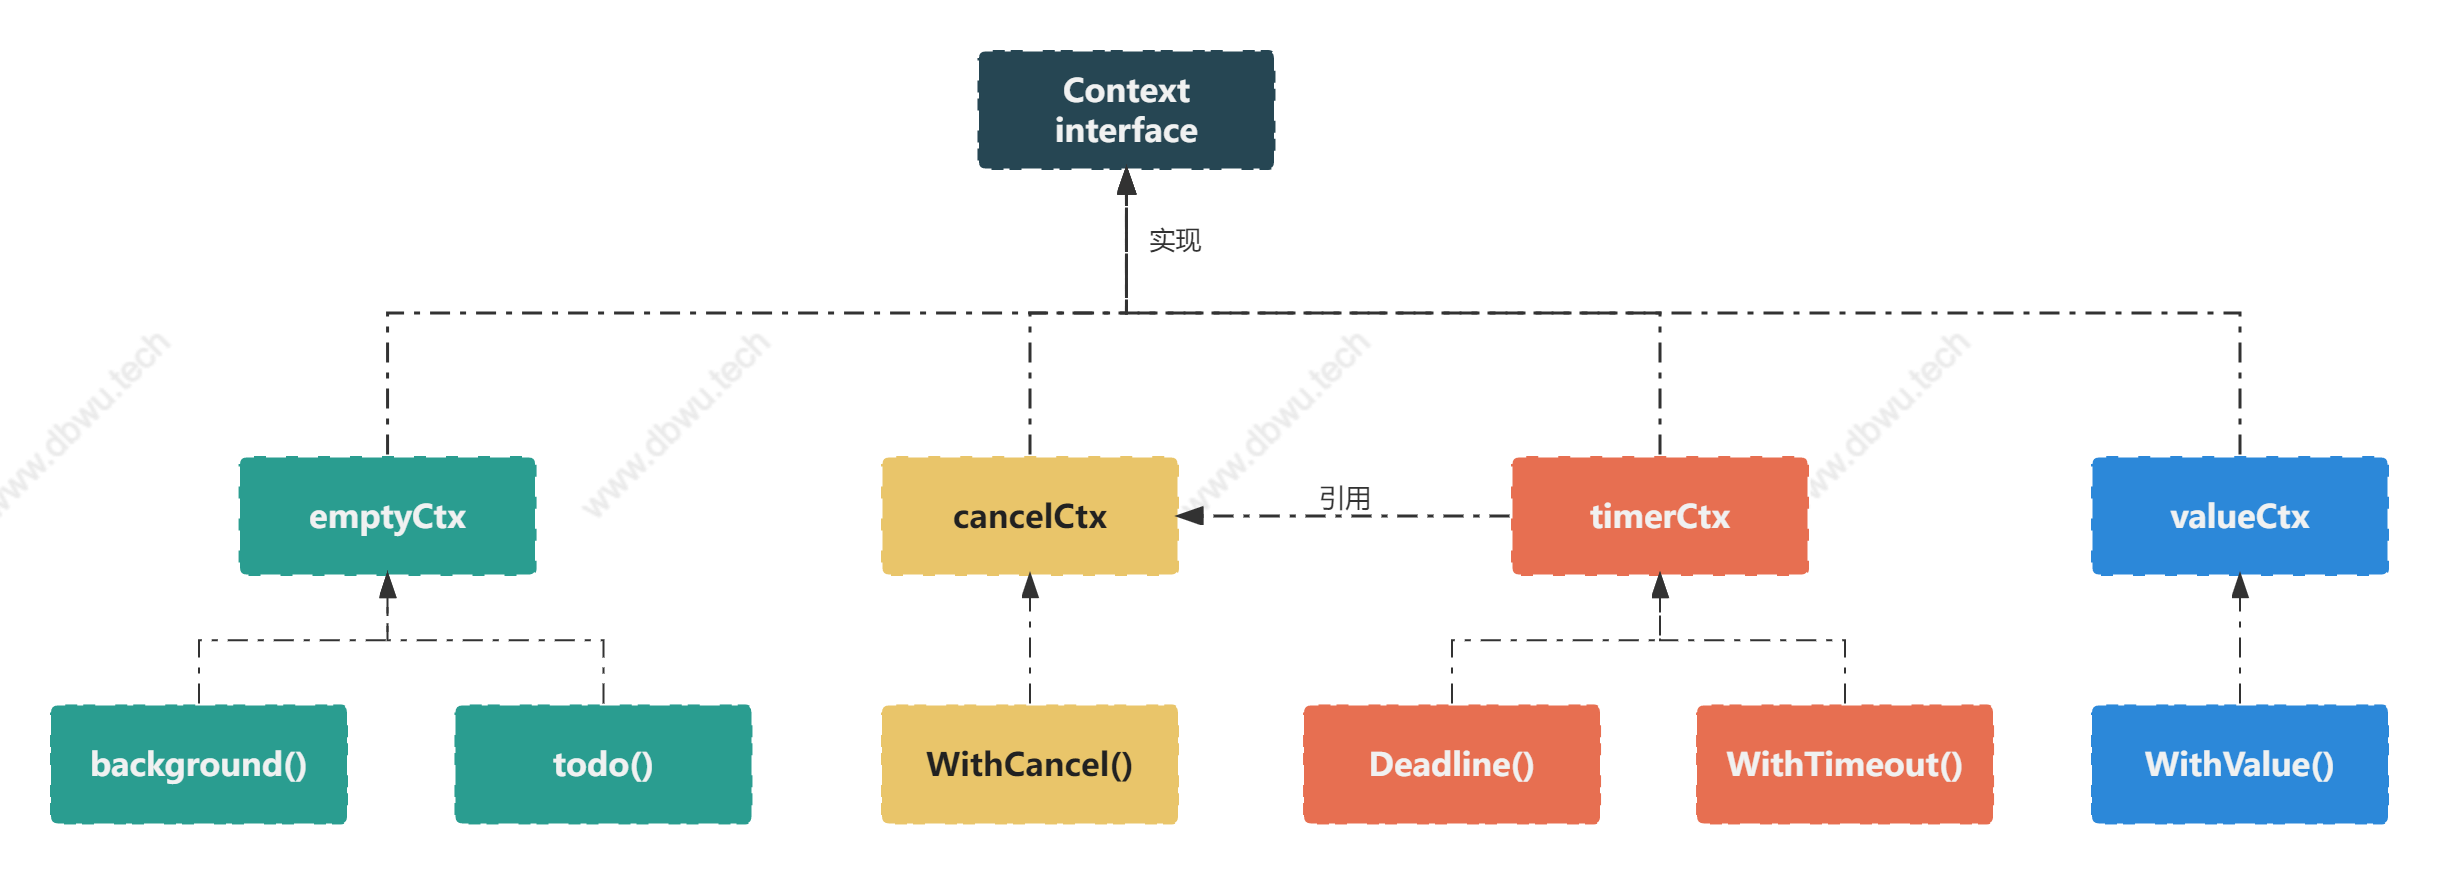 Context
interface
实现
www.dbwu.tech
www.dbwu.tech
www.dbwu.tech
www.dbwu.tech
emptyCtx
cancelCtx
引用
timerCtx
valueCtx
background()
todo()
WithCancel()
Deadline()
WithTimeout()
WithValue()